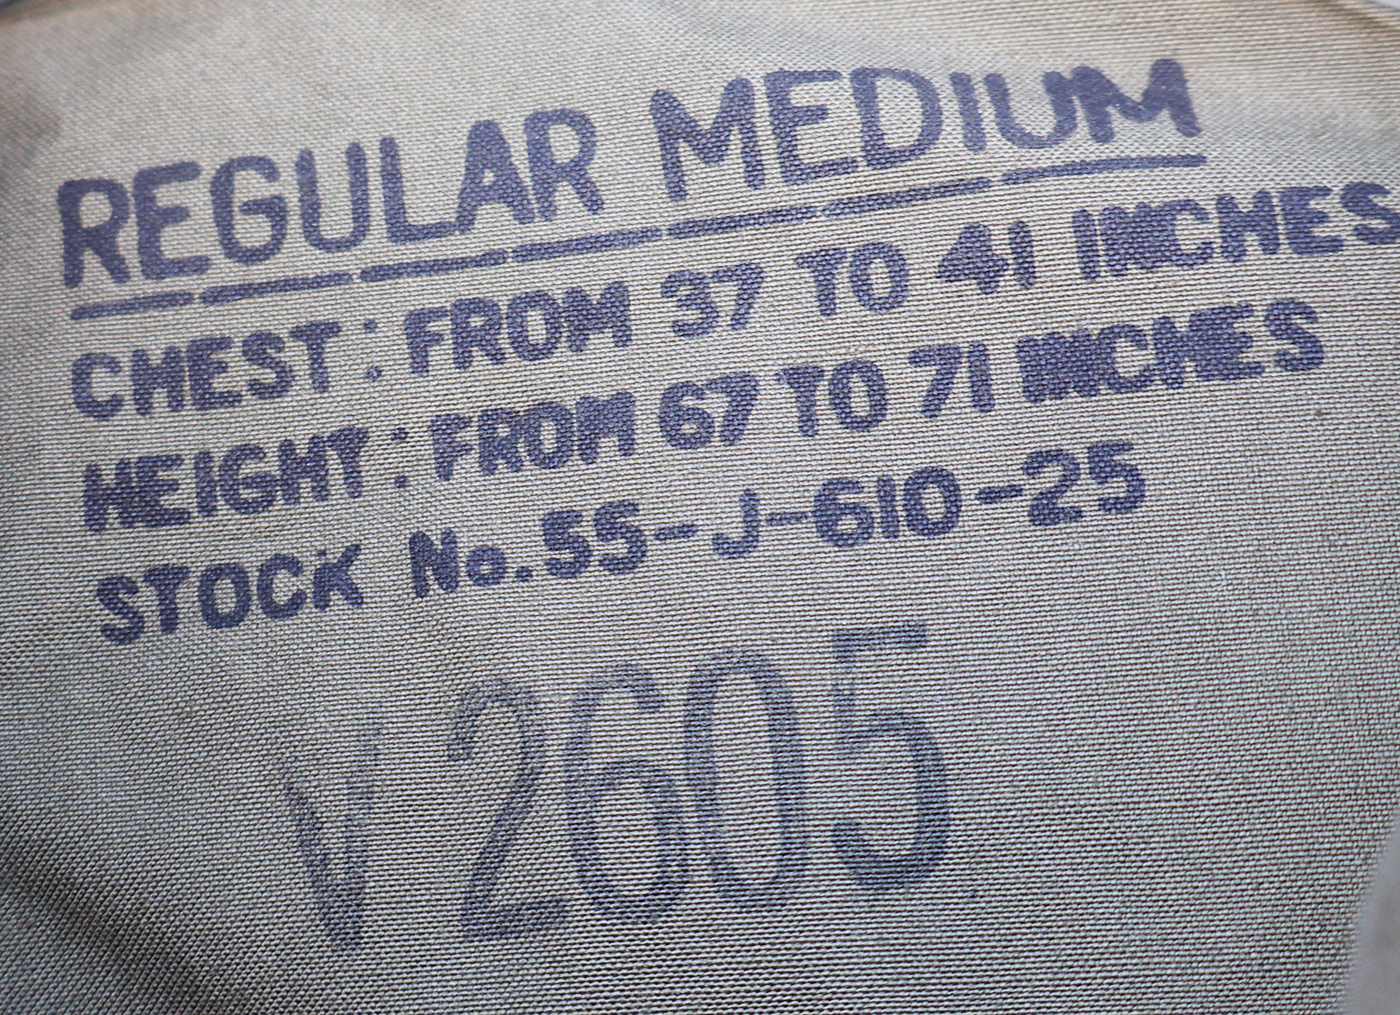 REGULAR MEDIUM
CHEST: FROM 37 TO 41 INCHES
HEIGHT: FROM 67 TO 71 INCHES
STOCK No. 55-J-610-25
V 2605